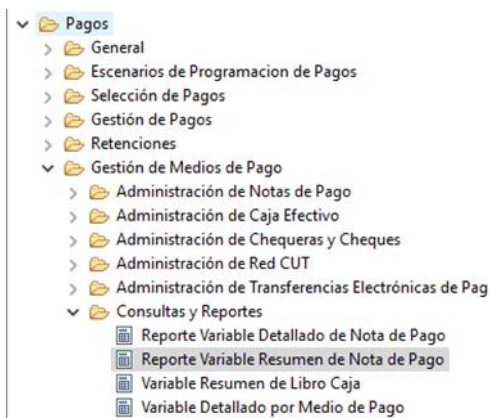 Pagos
General
Escenarios de Programacion de Pagos
Selección de Pagos
Gestión de Pagos
Retenciones
Gestión de Medios de Pago
Administración de Notas de Pago
Administración de Caja Efectivo
Administración de Chequeras y Cheques
Administración de Red CUT
Administración de Transferencias Electrónicas de Pag
Consultas y Reportes
Reporte Variable Detallado de Nota de Pago
Reporte Variable Resumen de Nota de Pago
Variable Resumen de Libro Caja
Variable Detallado por Medio de Pago